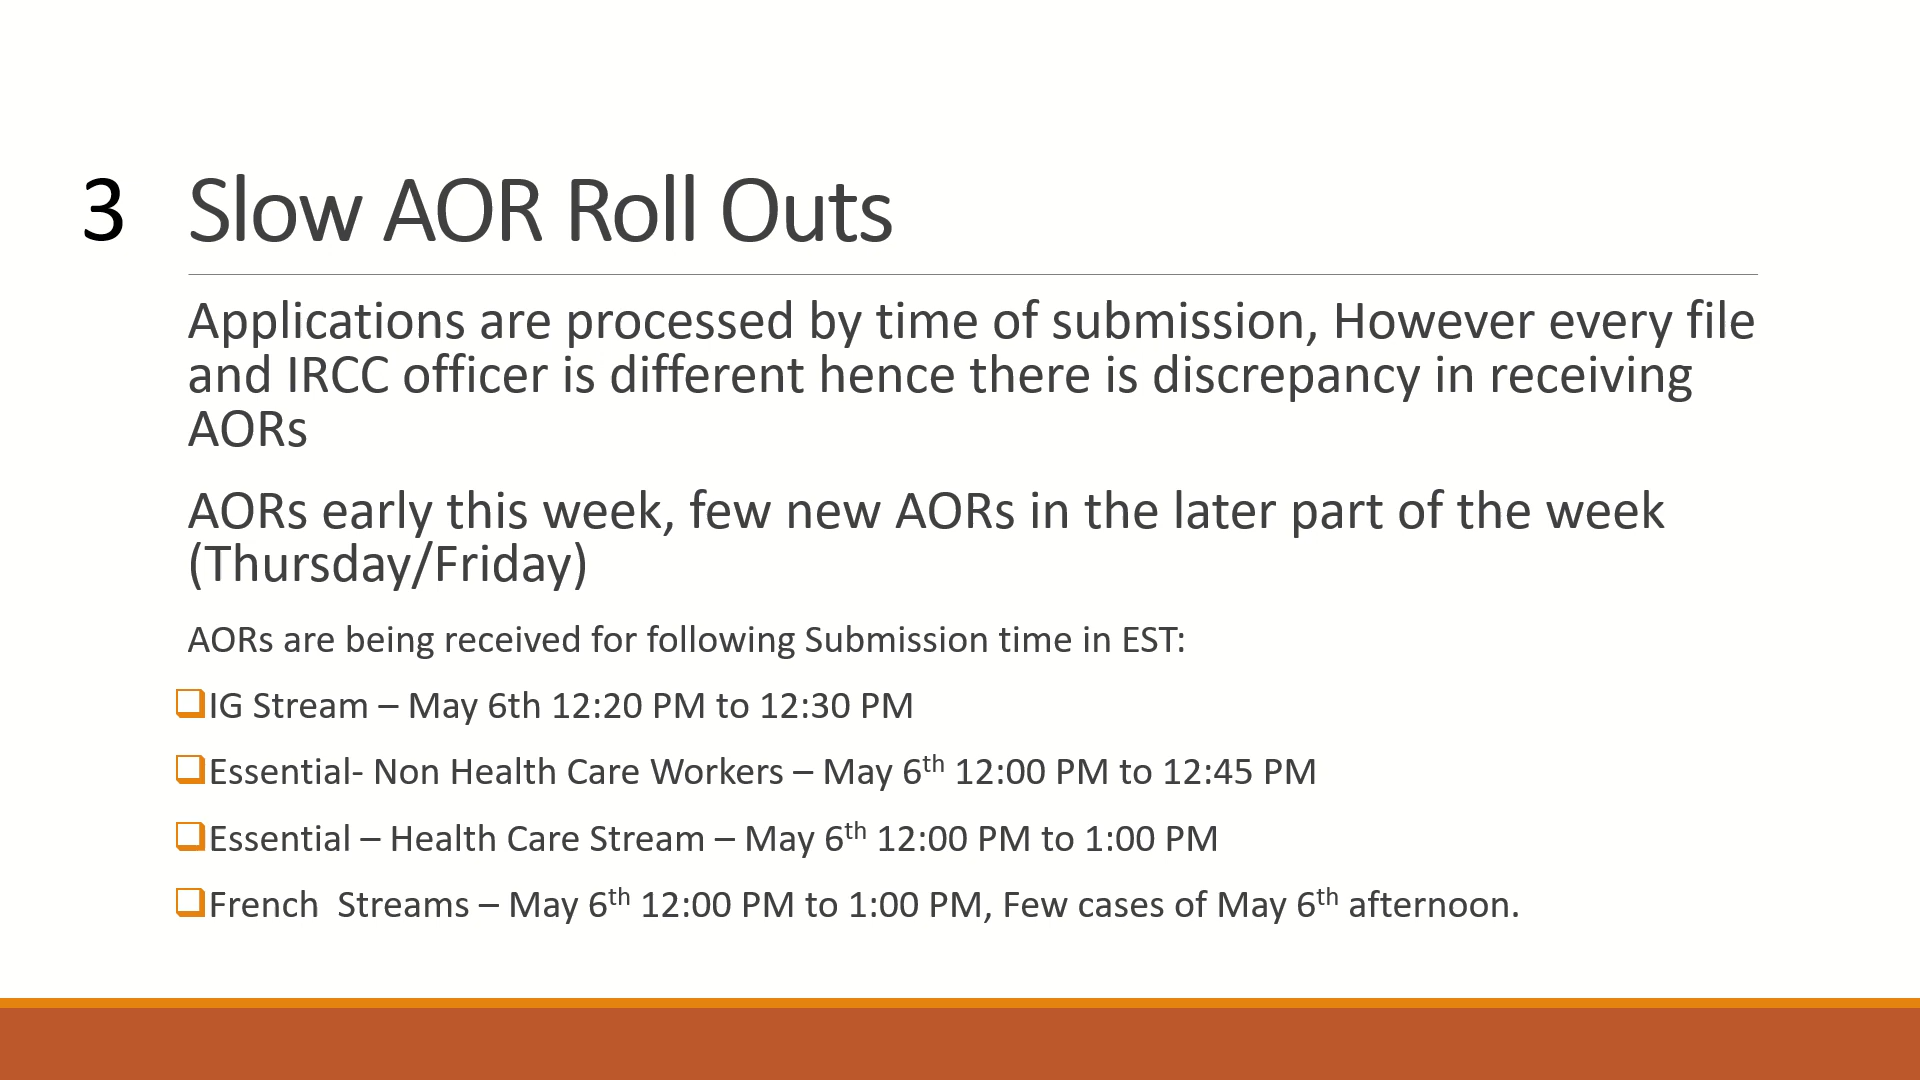 3 Slow AOR Roll Outs
Applications are processed by time of submission, However every file
and IRCC officer is different hence there is discrepancy in receiving
AORs
AORs early this week, few new AORs in the later part of the week
(Thursday/Friday)
AORs are being received for following Submission time in EST:
IG Stream – May 6th 12:20 PM to 12:30 PM
Essential- Non Health Care Workers – May 6th 12:00 PM to 12:45 PM
Essential – Health Care Stream – May 6th 12:00 PM to 1:00 PM
French  Streams – May 6th 12:00 PM to 1:00 PM, Few cases of May 6th afternoon.